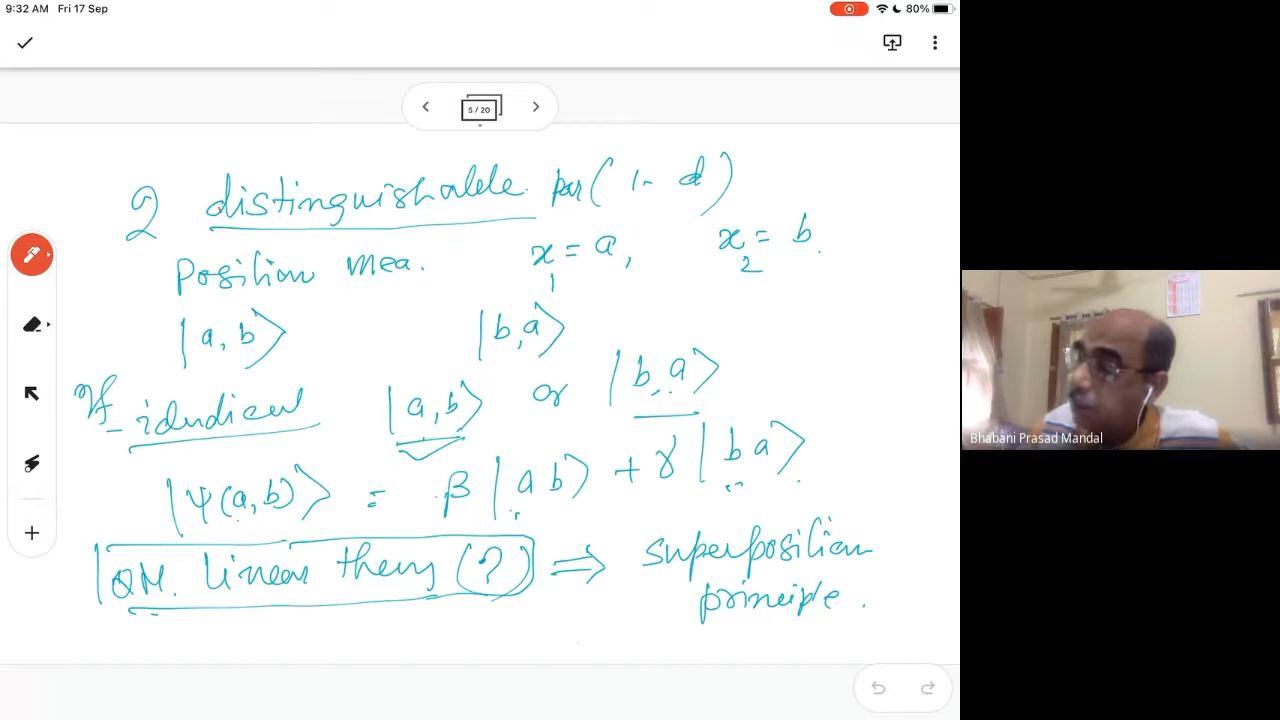 9:32 AM Fri 17 Sep
80%
5 / 20
2 distinguishable par (1-d)
Position mea. x₁ = a, x₂ = b.
|a, b⟩ |b, a⟩
If identical |a, b⟩ or |b, a⟩
|ψ(a, b)⟩ = β |a b⟩ + γ |b a⟩
QM. linear theory (?) ⇒ superposition
principle.
Bhabani Prasad Mandal